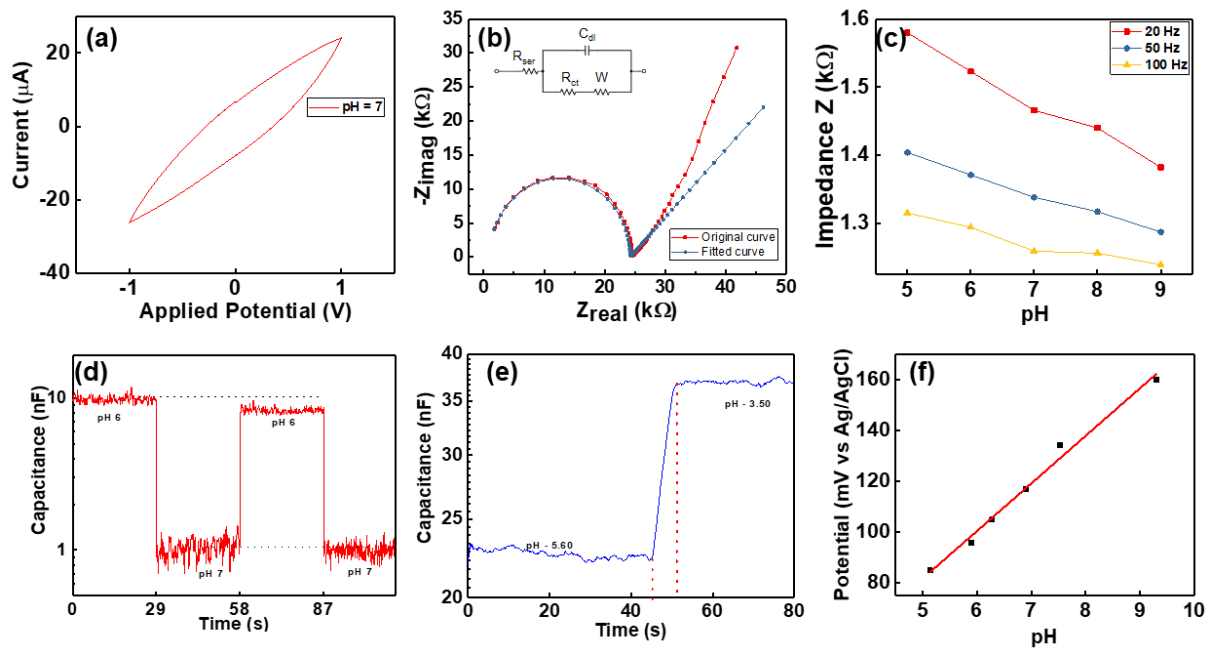 (a)
20
0
-20
-40
-1
0
1
Current (μA)
Applied Potential (V)
pH = 7
(b)
35
30
25
20
15
10
5
0
0
10
20
30
40
50
-Zimag (kΩ)
Zreal (kΩ)
Rser
Cdl
Rct
W
Original curve
Fitted curve
(c)
1.6
1.5
1.4
1.3
5
6
7
8
9
Impedance Z (kΩ)
pH
20 Hz
50 Hz
100 Hz
(d)
10
1
0
29
58
87
Capacitance (nF)
Time (s)
pH 6
pH 7
pH 6
pH 7
(e)
40
37
33
30
27
23
20
0
20
40
60
80
Capacitance (nF)
Time (s)
pH - 5.60
pH - 3.50
(f)
160
140
120
100
80
5
6
7
8
9
10
Potential (mV vs Ag/AgCl)
pH